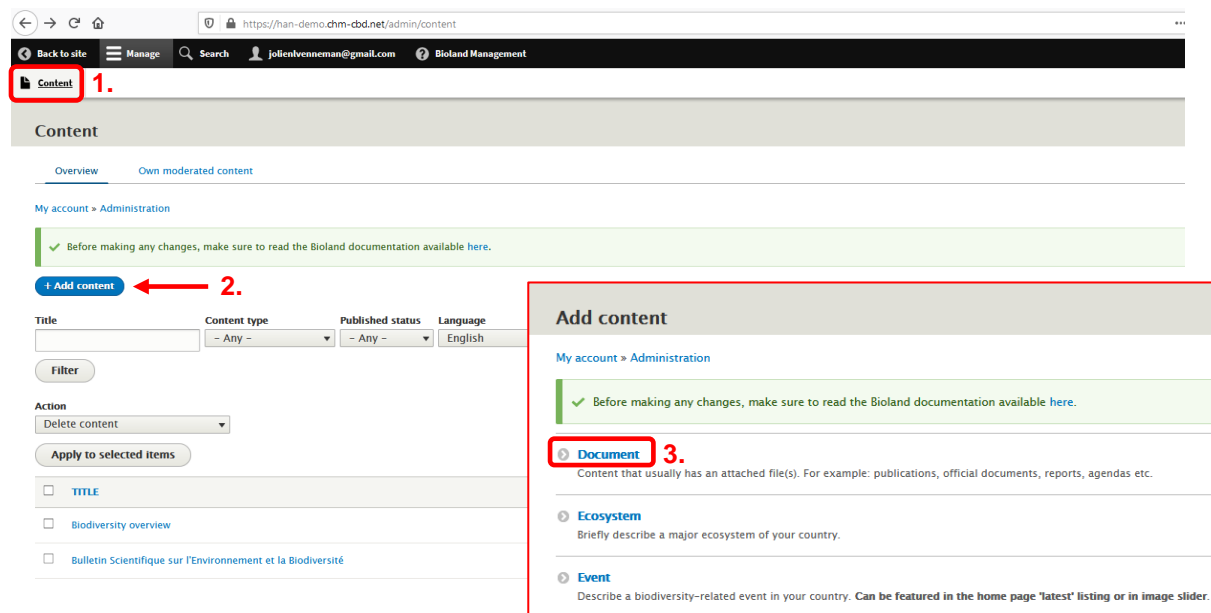 https://han-demo.chm-cbd.net/admin/content
Back to site Manage Search jolienlvenneman@gmail.com Bioland Management
Content 1.
Content
Overview Own moderated content
My account » Administration
Before making any changes, make sure to read the Bioland documentation available here.
+ Add content 2.
Title Content type Published status Language
- Any - - Any - English
Filter
Action
Delete content
Apply to selected items
TITLE
Biodiversity overview
Bulletin Scientifique sur l'Environnement et la Biodiversité
Add content
My account » Administration
Before making any changes, make sure to read the Bioland documentation available here.
Document 3.
Content that usually has an attached file(s). For example: publications, official documents, reports, agendas etc.
Ecosystem
Briefly describe a major ecosystem of your country.
Event
Describe a biodiversity-related event in your country. Can be featured in the home page 'latest' listing or in image slider.